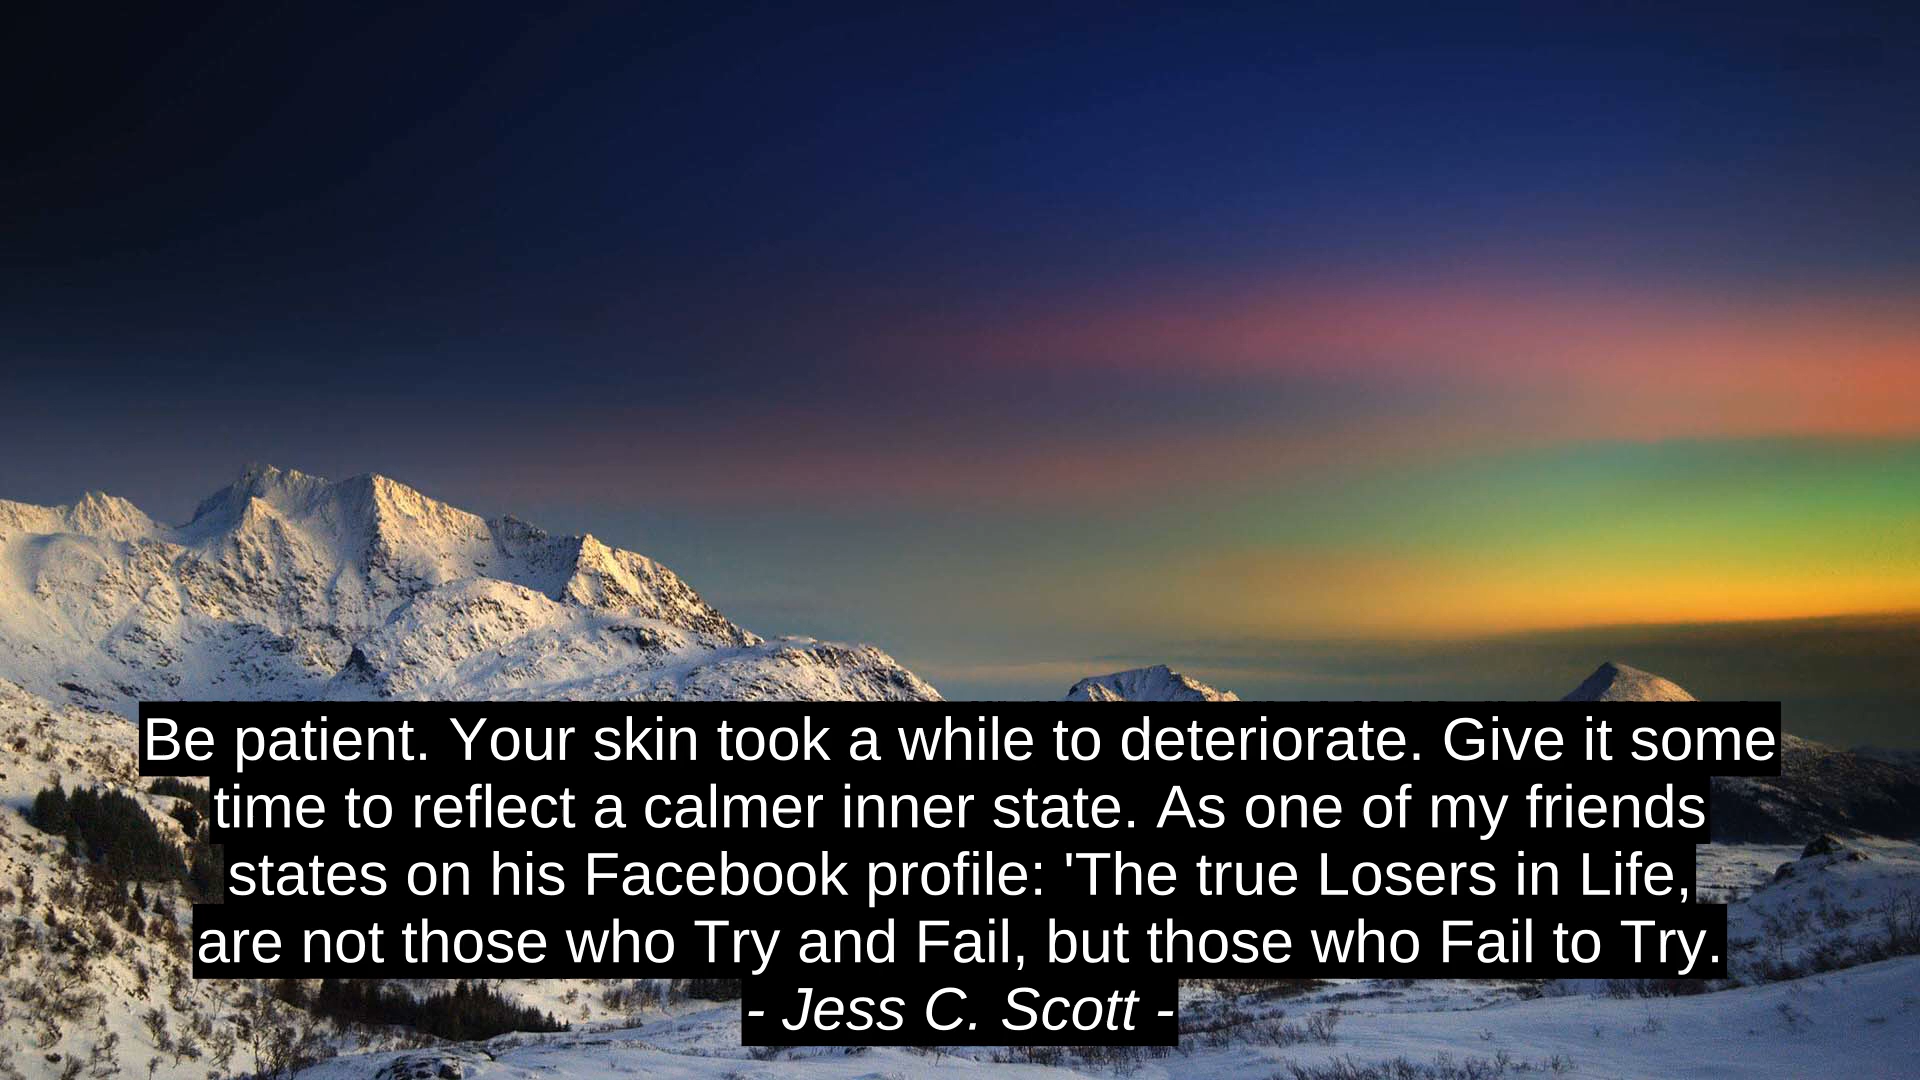 Be patient. Your skin took a while to deteriorate. Give it some
time to reflect a calmer inner state. As one of my friends
states on his Facebook profile: 'The true Losers in Life,
are not those who Try and Fail, but those who Fail to Try.
- Jess C. Scott -